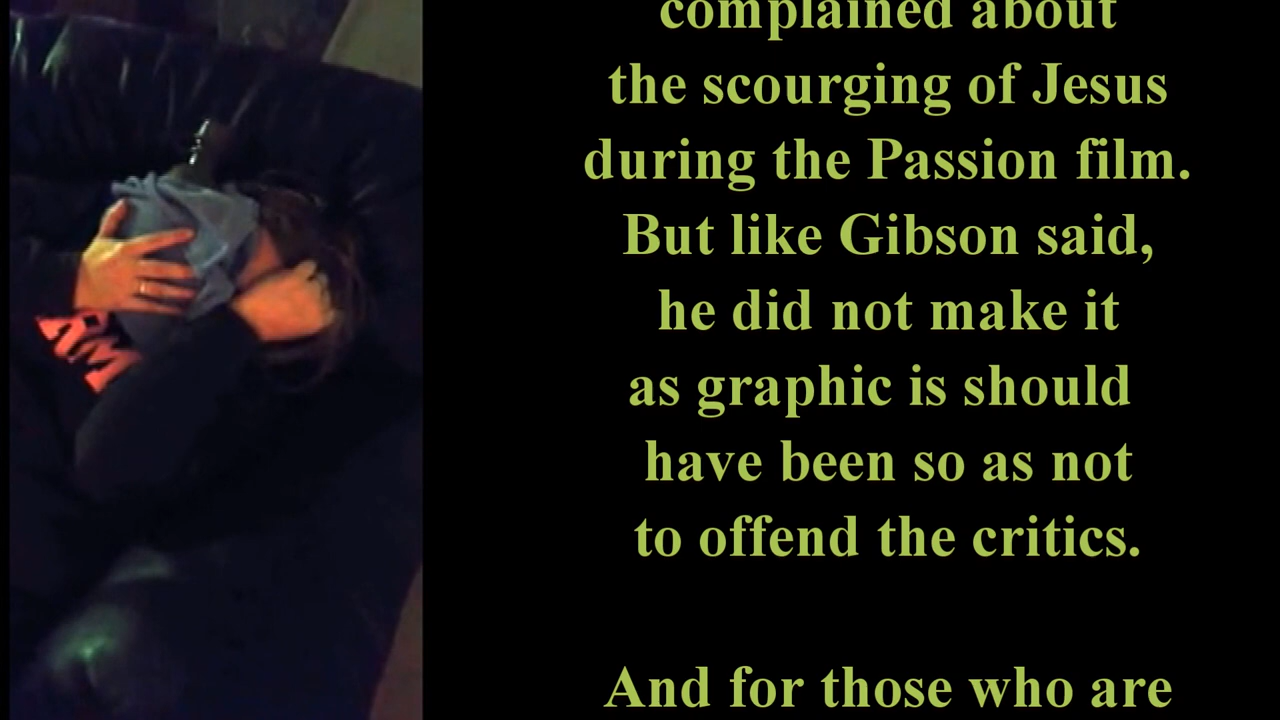 complained about
the scourging of Jesus
during the Passion film.
But like Gibson said,
he did not make it
as graphic is should
have been so as not
to offend the critics.
And for those who are